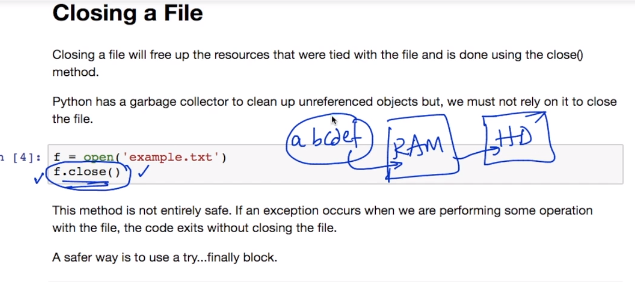 Closing a File
Closing a file will free up the resources that were tied with the file and is done using the close()
method.
Python has a garbage collector to clean up unreferenced objects but, we must not rely on it to close
the file.
abcdef RAM HD
[4]: f = open('example.txt')
f.close()
This method is not entirely safe. If an exception occurs when we are performing some operation
with the file, the code exits without closing the file.
A safer way is to use a try...finally block.